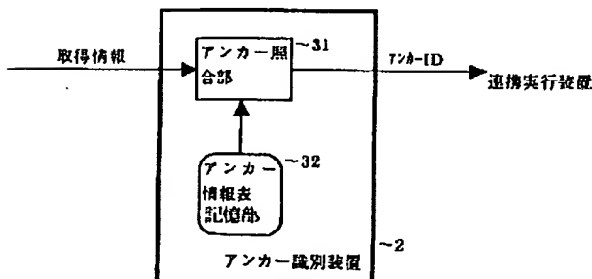 取得情報
アンカー照
合部
~31
アンカーID
連携実行装置
アンカー
情報表
記憶部
~32
アンカー識別装置
~2